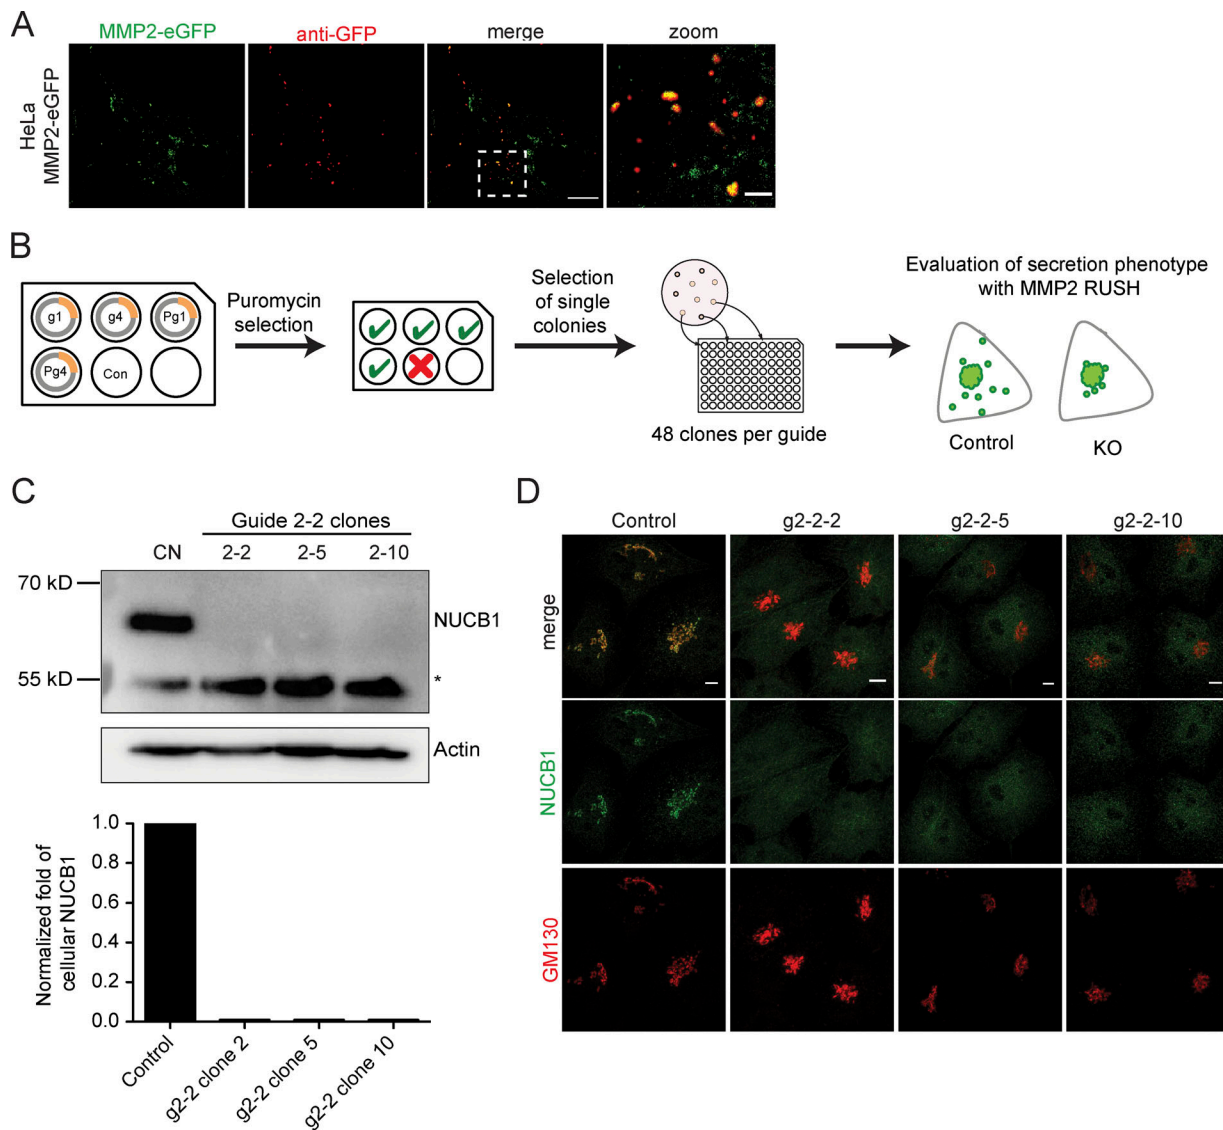 A
MMP2-eGFP
anti-GFP
merge
zoom
HeLa
MMP2-eGFP
B
g1
g4
Pg1
Pg4
Con
Puromycin
selection
Selection
of single
colonies
48 clones per guide
Evaluation of secretion phenotype
with MMP2 RUSH
Control
KO
C
Guide 2-2 clones
CN
2-2
2-5
2-10
70 kD
55 kD
NUCB1
*
Actin
Normalized fold of
cellular NUCB1
1.0
0.8
0.6
0.4
0.2
0.0
Control
g2-2 clone 2
g2-2 clone 5
g2-2 clone 10
D
Control
g2-2-2
g2-2-5
g2-2-10
merge
NUCB1
GM130